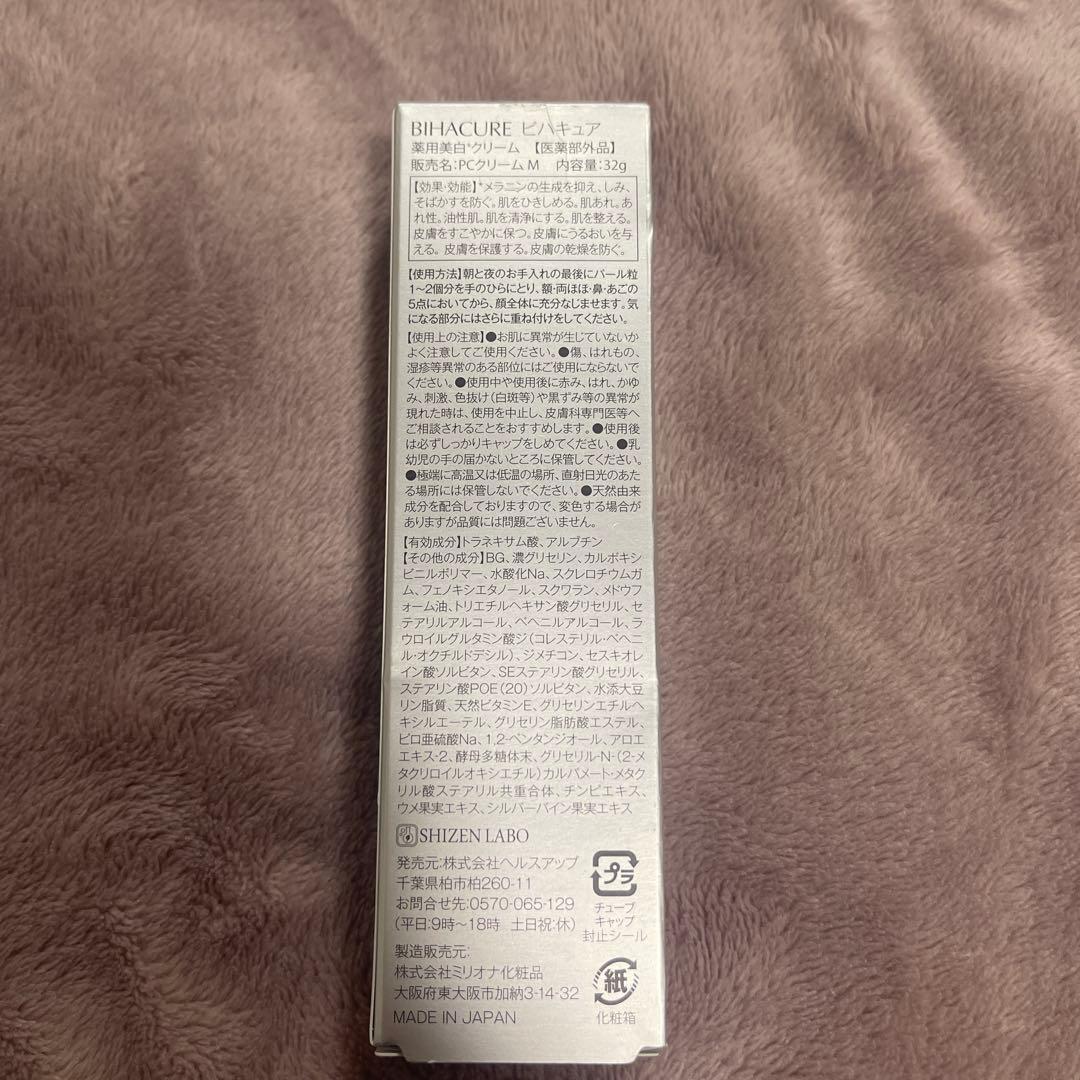 BIHACURE ビハキュア
薬用美白*クリーム 【医薬部外品】
販売名:PCクリームM 内容量:32g
【効果・効能】*メラニンの生成を抑え、しみ、
そばかすを防ぐ。肌をひきしめる。肌あれ。あ
れ性。油性肌。肌を清浄にする。肌を整える。
皮膚をすこやかに保つ。皮膚にうるおいを与
える。皮膚を保護する。皮膚の乾燥を防ぐ。
【使用方法】朝と夜のお手入れの最後にパール粒
1〜2個分を手のひらにとり、額・両ほほ・鼻・あごの
5点においてから、顔全体に充分なじませます。気
になる部分にはさらに重ね付けをしてください。
【使用上の注意】●お肌に異常が生じていないか
よく注意してご使用ください。●傷、はれもの、
湿疹等異常のある部位にはご使用にならないで
ください。●使用中や使用後に赤み、はれ、かゆ
み、刺激、色抜け(白斑等)や黒ずみ等の異常が
現れた時は、使用を中止し、皮膚科専門医等へ
ご相談されることをおすすめします。●使用後
は必ずしっかりキャップをしめてください。●乳
幼児の手の届かないところに保管してください。
●極端に高温又は低温の場所、直射日光のあた
る場所には保管しないでください。●天然由来
成分を配合しておりますので、変色する場合が
ありますが品質には問題ございません。
【有効成分】トラネキサム酸、アルブチン
【その他の成分】BG、濃グリセリン、カルボキシ
ビニルポリマー、水酸化Na、スクレロチウムガ
ム、フェノキシエタノール、スクワラン、メドウフ
ォーム油、トリエチルヘキサン酸グリセリル、セ
テアリルアルコール、ベヘニルアルコール、ラ
ウロイルグルタミン酸ジ(コレステリル・ベヘニ
ル・オクチルドデシル)、ジメチコン、セスキオレ
イン酸ソルビタン、SEステアリン酸グリセリル、
ステアリン酸POE(20)ソルビタン、水添大豆
リン脂質、天然ビタミンE、グリセリンエチルヘ
キシルエーテル、グリセリン脂肪酸エステル、
ピロ亜硫酸Na、1,2-ペンタンジオール、アロエ
エキス-2、酵母多糖体末、グリセリル-N-(2-メ
タクリロイルオキシエチル)カルバメート・メタク
リル酸ステアリル共重合体、チンピエキス、
ウメ果実エキス、シルバーバイン果実エキス
SHIZEN LABO
発売元:株式会社ヘルスアップ
千葉県柏市柏260-11
お問合せ先:0570-065-129
(平日:9時〜18時 土日祝:休)
プラ
チューブ
キャップ
封止シール
製造販売元:
株式会社ミリオナ化粧品
大阪府東大阪市加納3-14-32
MADE IN JAPAN
紙
化粧箱